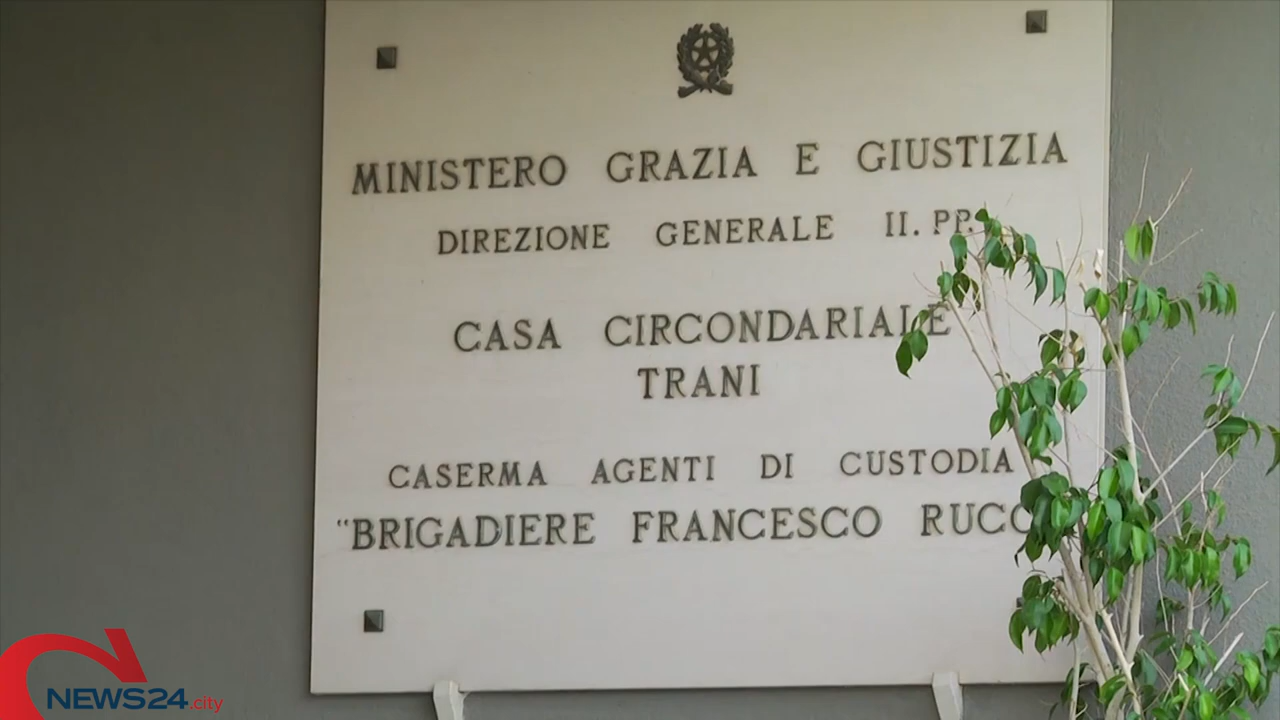 MINISTERO GRAZIA E GIUSTIZIA
DIREZIONE GENERALE II. PP.
CASA CIRCONDARIALE
TRANI
CASERMA AGENTI DI CUSTODIA
“BRIGADIERE FRANCESCO
NEWS24.city